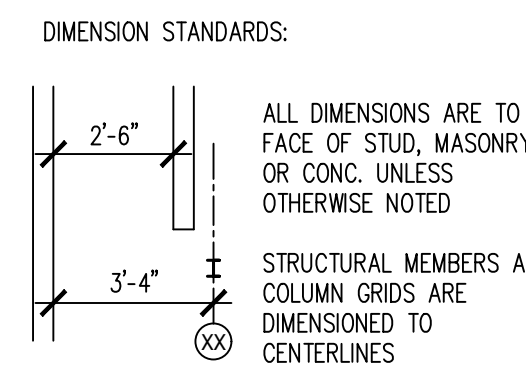 DIMENSION STANDARDS:
2'-6"
ALL DIMENSIONS ARE TO
FACE OF STUD, MASONRY
OR CONC. UNLESS
OTHERWISE NOTED
3'-4"
STRUCTURAL MEMBERS
COLUMN GRIDS ARE
DIMENSIONED TO
CENTERLINES
XX